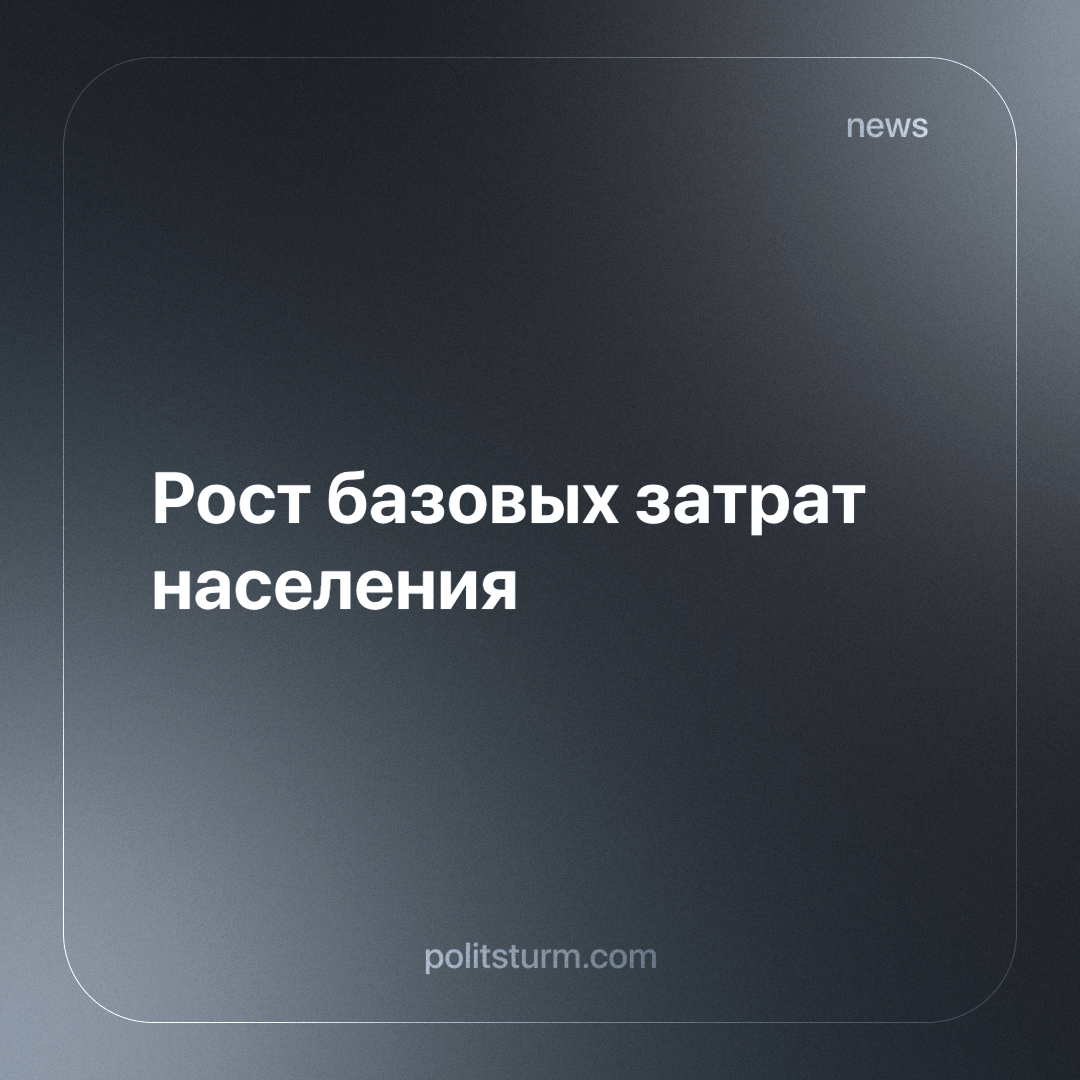 news
Рост базовых затрат
населения
politsturm.com